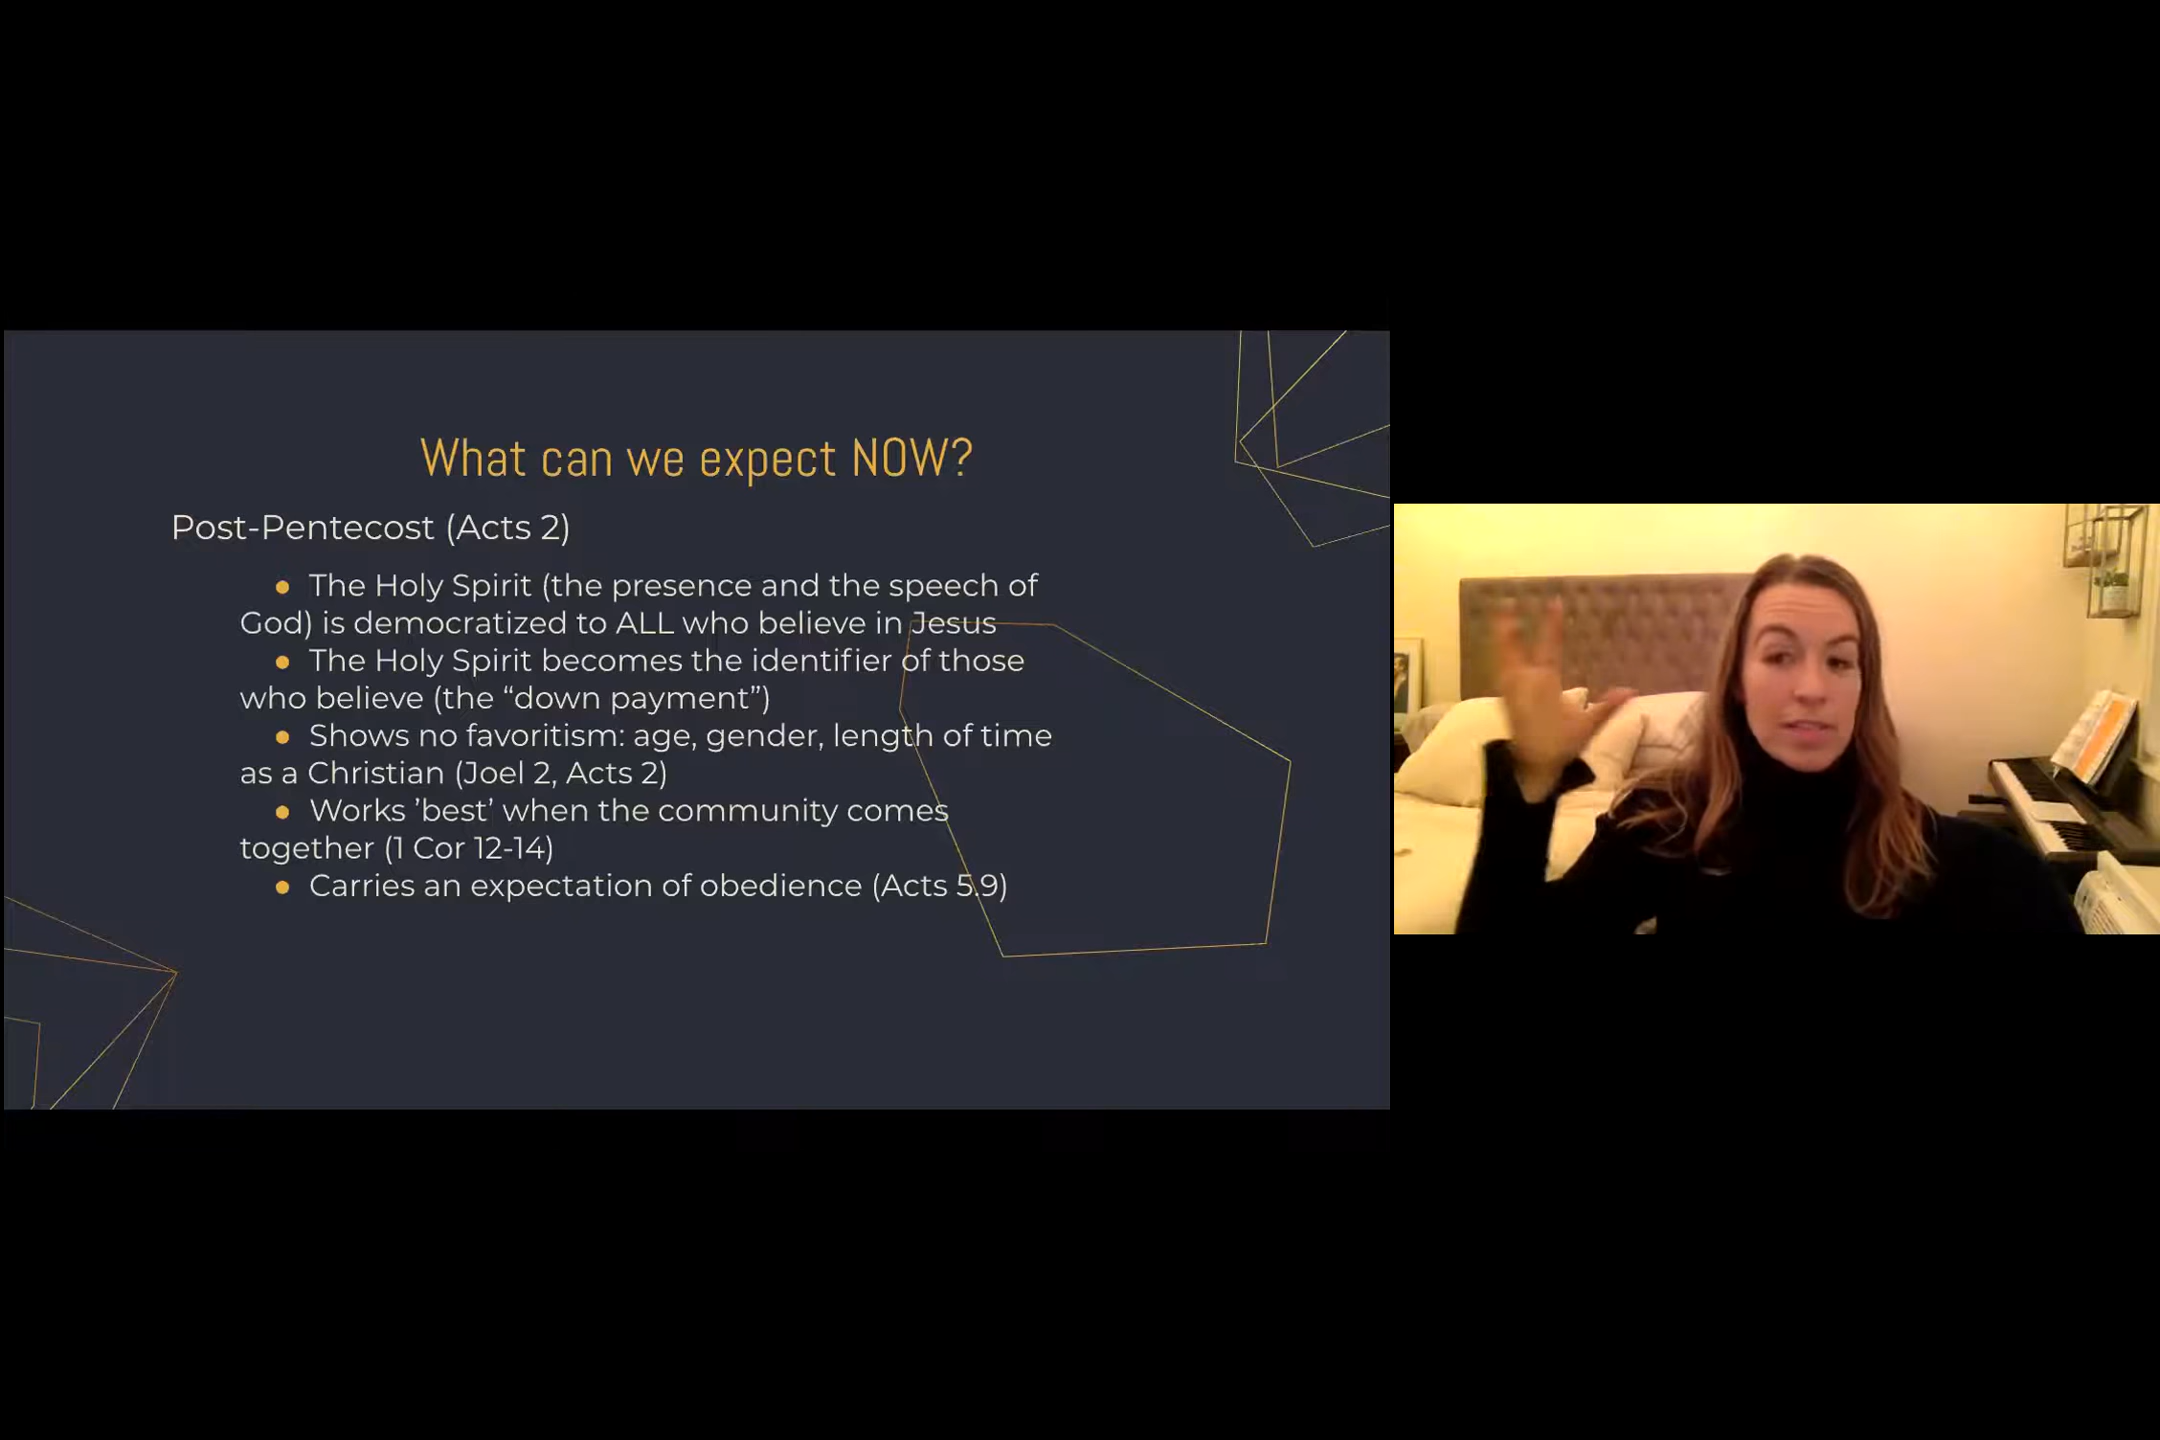 What can we expect NOW?
Post-Pentecost (Acts 2)
● The Holy Spirit (the presence and the speech of
God) is democratized to ALL who believe in Jesus
● The Holy Spirit becomes the identifier of those
who believe (the “down payment”)
● Shows no favoritism: age, gender, length of time
as a Christian (Joel 2, Acts 2)
● Works ’best’ when the community comes
together (1 Cor 12-14)
● Carries an expectation of obedience (Acts 5.9)